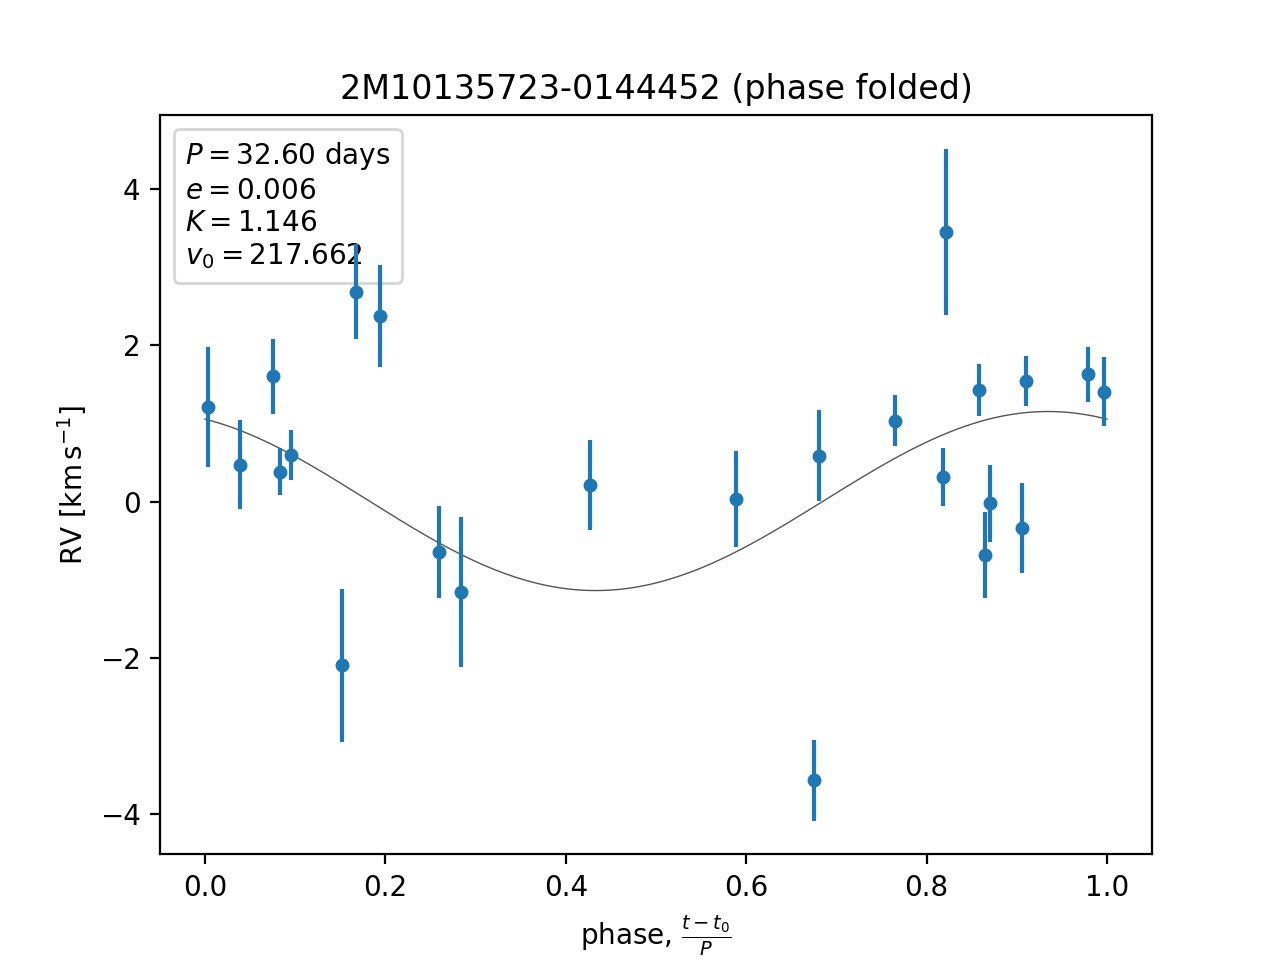 2M10135723-0144452 (phase folded)
P = 32.60 days
e = 0.006
K = 1.146
v₀ = 217.662
4
2
0
−2
−4
RV [km s⁻¹]
0.0 0.2 0.4 0.6 0.8 1.0
phase, (t − t₀)/P